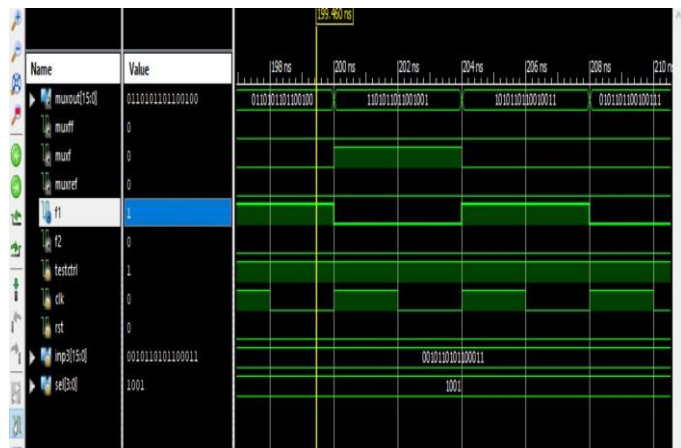 199.460 ns
Name Value 198 ns 200 ns 202 ns 204 ns 206 ns 208 ns 210 n
muxout[15:0] 0110101101100100 0110101101100100 1101011011001001 1010110110010011 0101101100100111
muxff 0
muxf 0
muxref 0
f1 1
f2 0
testctrl 1
clk 0
rst 0
inp3[15:0] 0010110101100011 0010110101100011
sel[3:0] 1001 1001